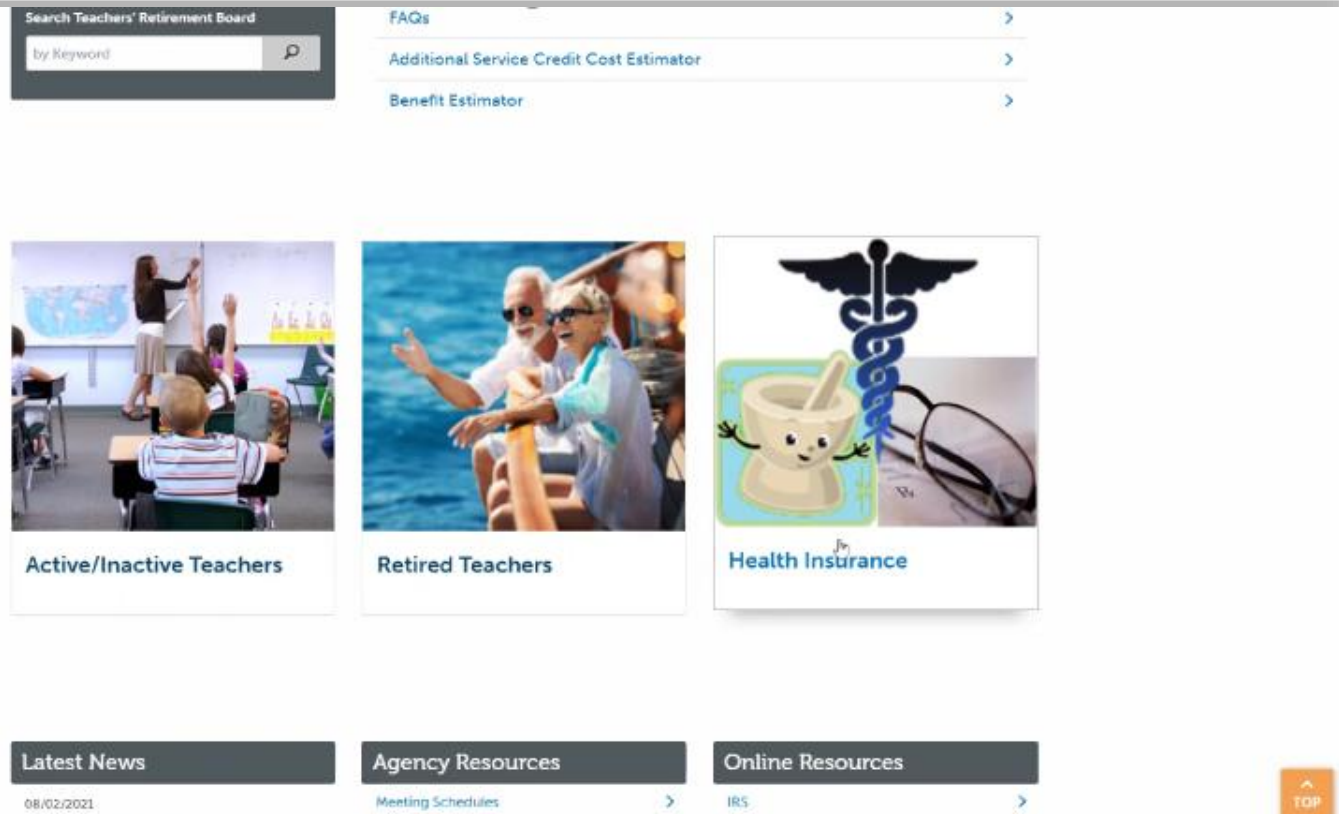 Search Teachers' Retirement Board
by Keyword
FAQs
Additional Service Credit Cost Estimator
Benefit Estimator
Active/Inactive Teachers
Retired Teachers
Health Insurance
Latest News
08/02/2021
Agency Resources
Meeting Schedules
Online Resources
IRS
TOP